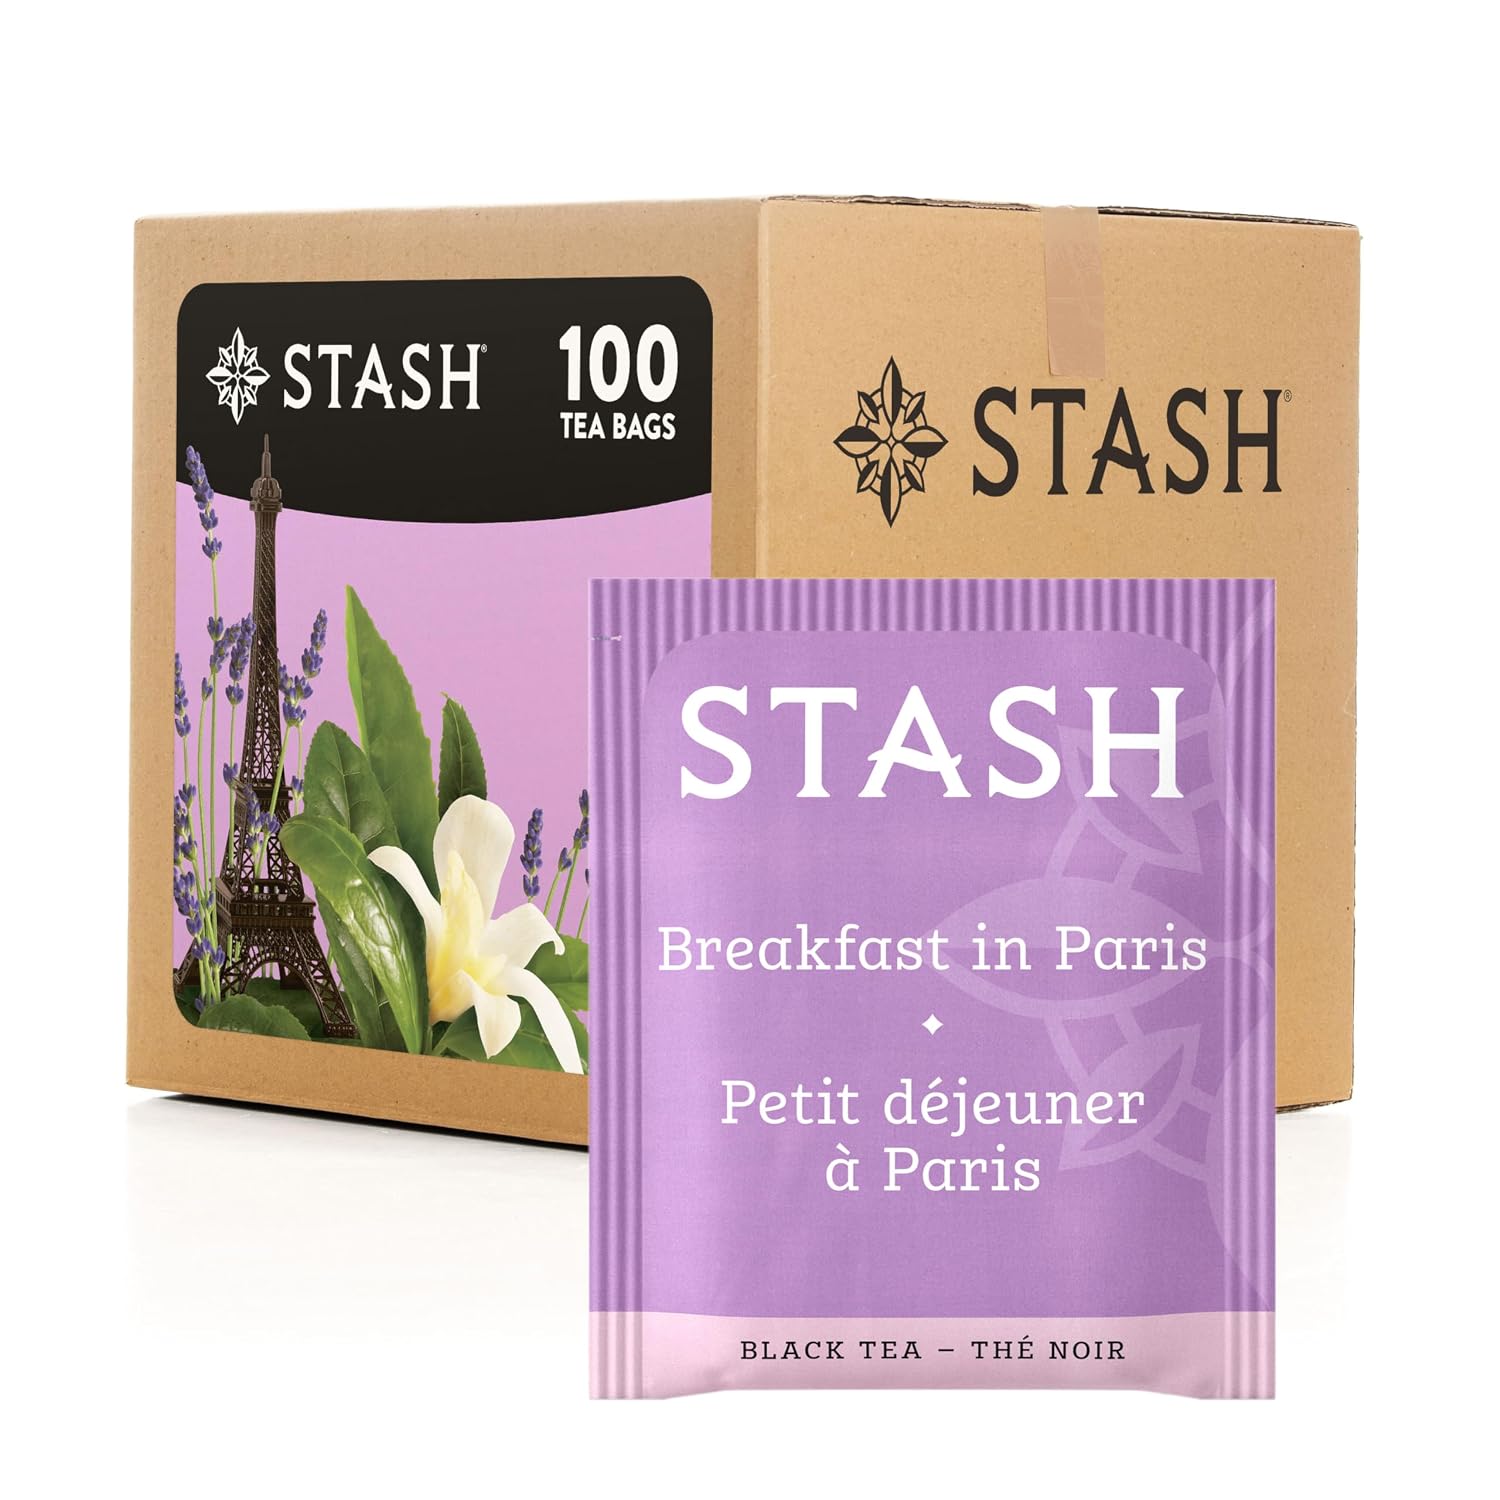 STASH®
100
TEA BAGS
STASH®
STASH
Breakfast in Paris
Petit déjeuner
à Paris
BLACK TEA – THÉ NOIR